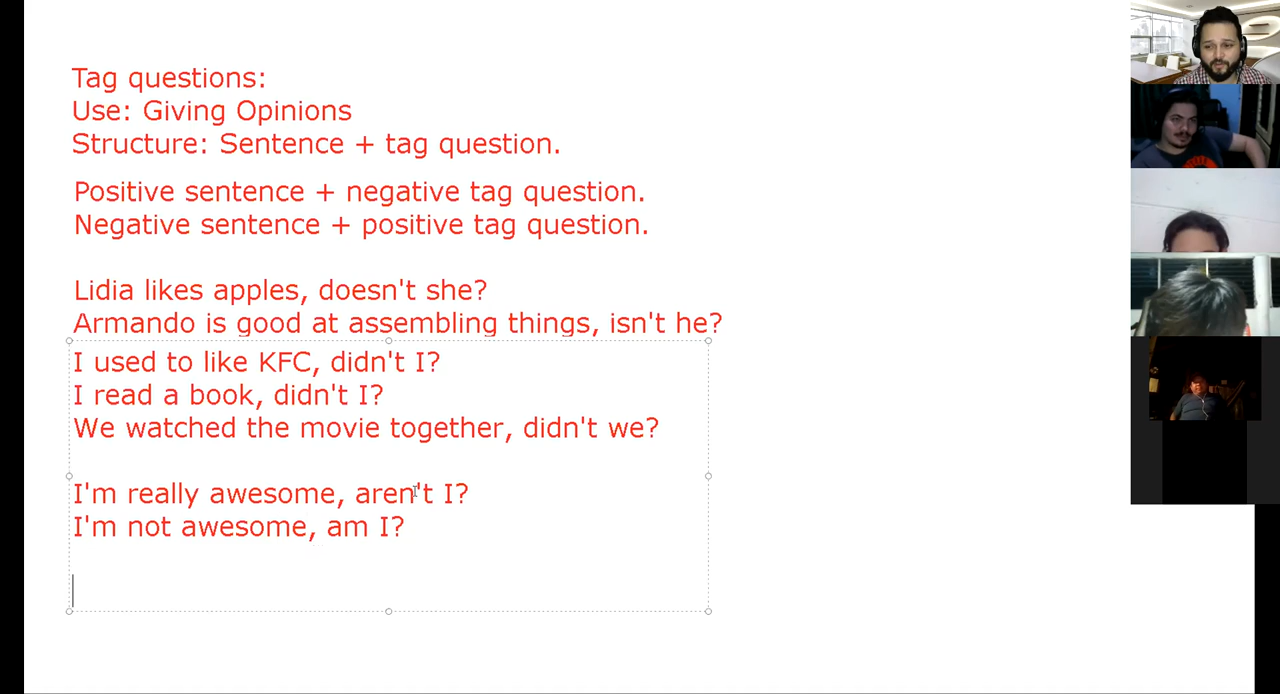 Tag questions:
Use: Giving Opinions
Structure: Sentence + tag question.
Positive sentence + negative tag question.
Negative sentence + positive tag question.
Lidia likes apples, doesn't she?
Armando is good at assembling things, isn't he?
I used to like KFC, didn't I?
I read a book, didn't I?
We watched the movie together, didn't we?
I'm really awesome, aren't I?
I'm not awesome, am I?